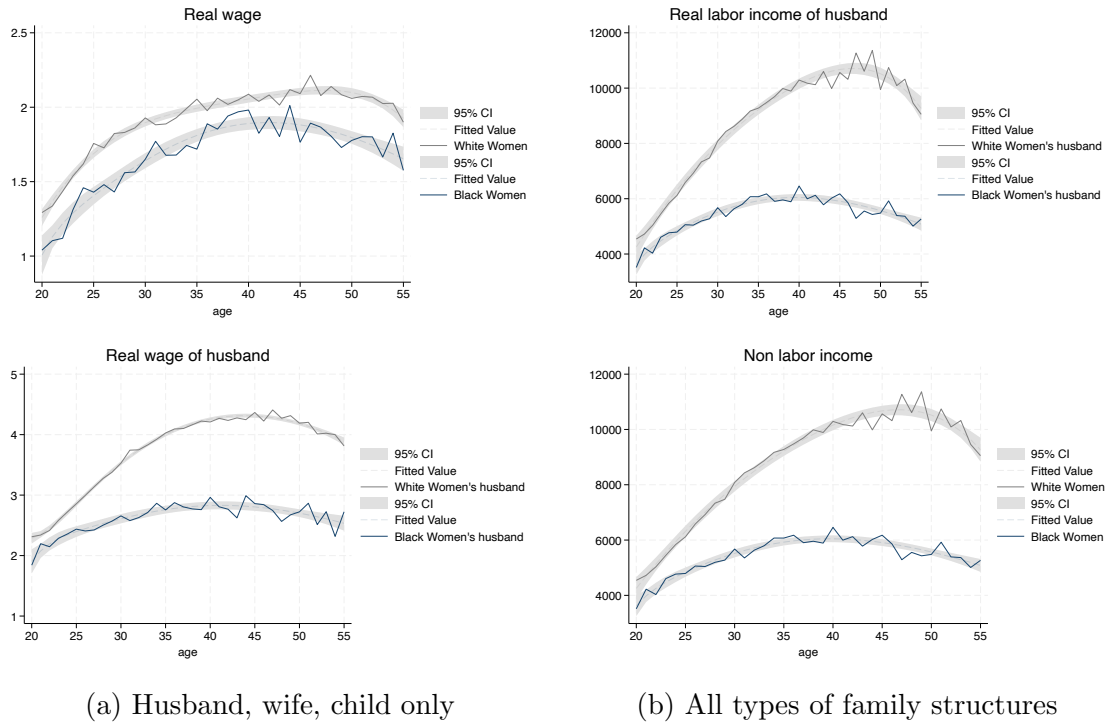 Real wage
2.5
2
1.5
1
20 25 30 35 40 45 50 55
age
95% CI
Fitted Value
White Women
95% CI
Fitted Value
Black Women
Real labor income of husband
12000
10000
8000
6000
4000
20 25 30 35 40 45 50 55
age
95% CI
Fitted Value
White Women's husband
95% CI
Fitted Value
Black Women's husband
Real wage of husband
5
4
3
2
1
20 25 30 35 40 45 50 55
age
95% CI
Fitted Value
White Women's husband
95% CI
Fitted Value
Black Women's husband
Non labor income
12000
10000
8000
6000
4000
20 25 30 35 40 45 50 55
age
95% CI
Fitted Value
White Women
95% CI
Fitted Value
Black Women
(a) Husband, wife, child only
(b) All types of family structures